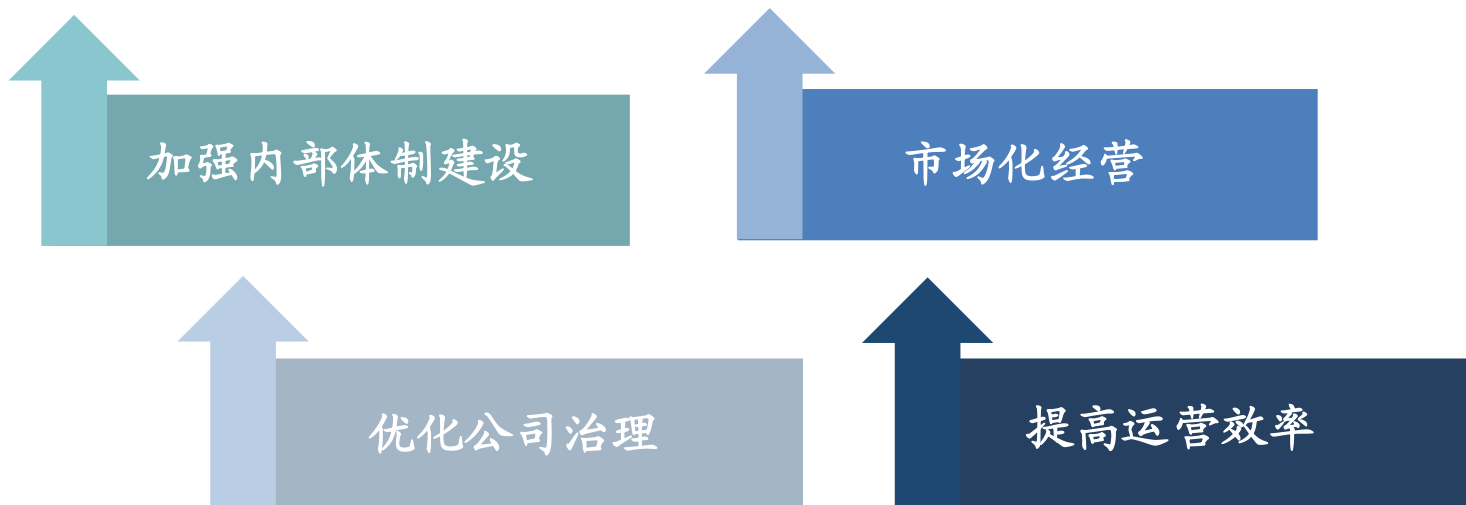 加强内部体制建设
市场化经营
优化公司治理
提高运营效率